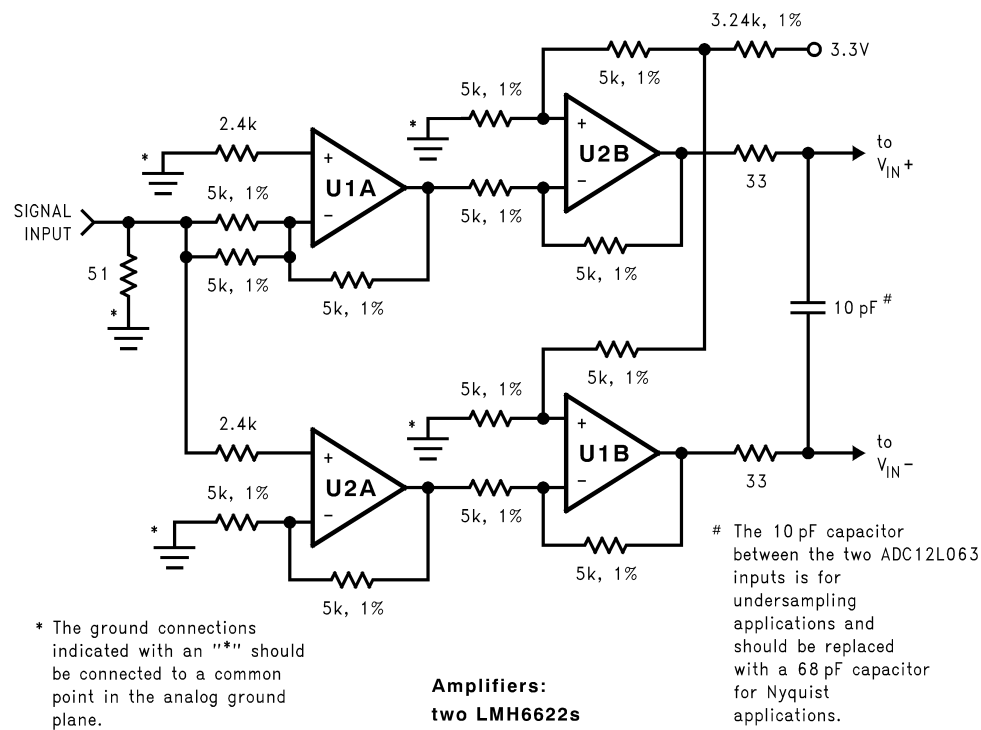 3.24k, 1%
3.3V
5k, 1%
5k, 1%
*
+
U2B
−
2.4k
*
+
U1A
−
33
to
VIN+
5k, 1%
5k, 1%
SIGNAL
INPUT
5k, 1%
5k, 1%
51
*
5k, 1%
10 pF #
5k, 1%
5k, 1%
*
+
U1B
−
2.4k
+
U2A
−
33
to
VIN−
5k, 1%
5k, 1%
*
5k, 1%
5k, 1%
# The 10 pF capacitor
between the two ADC12L063
inputs is for
undersampling
applications and
should be replaced
with a 68 pF capacitor
for Nyquist
applications.
* The ground connections
indicated with an "*" should
be connected to a common
point in the analog ground
plane.
Amplifiers:
two LMH6622s